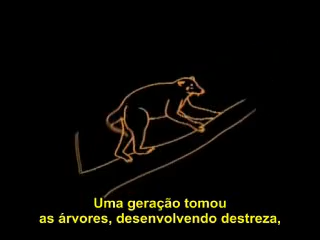 Uma geração tomou
as árvores, desenvolvendo destreza,